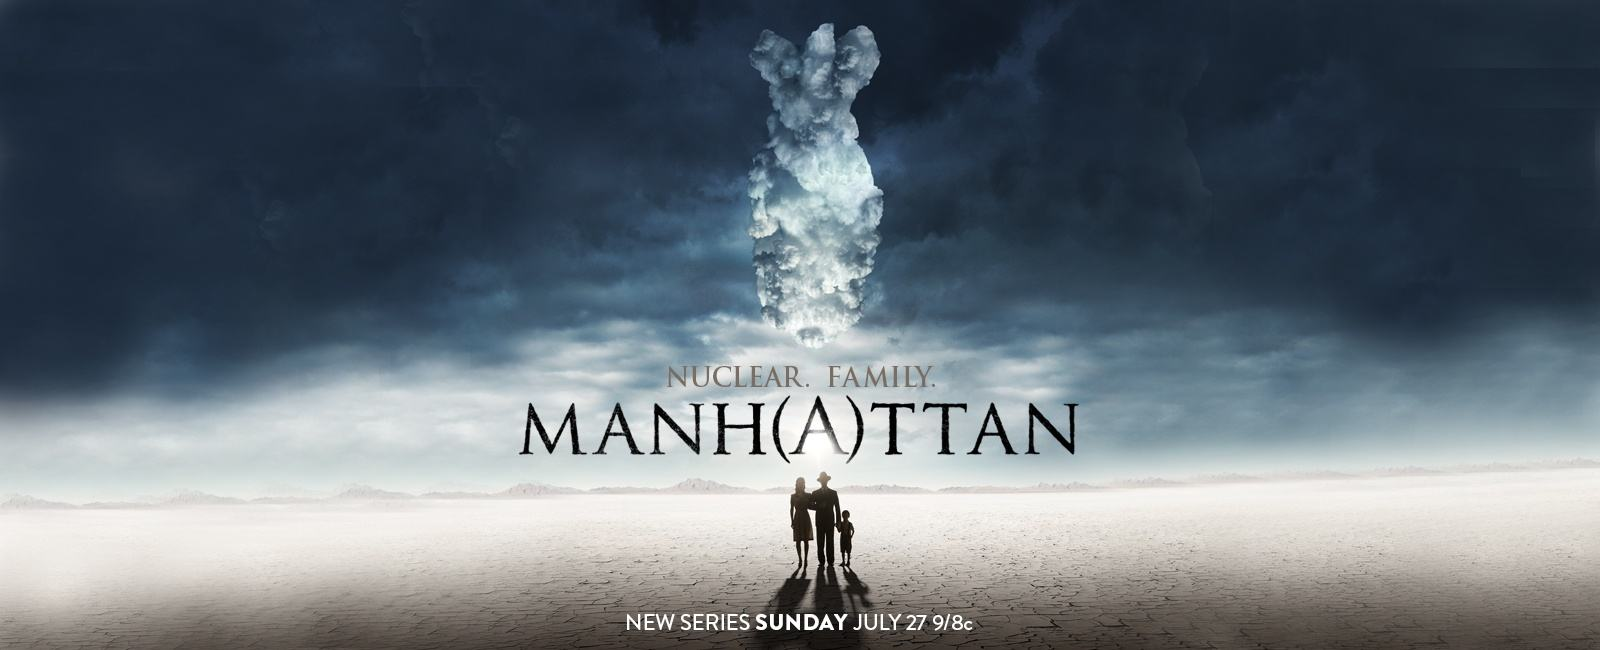 NUCLEAR. FAMILY.
MANH(A)TTAN
NEW SERIES SUNDAY JULY 27 9/8c